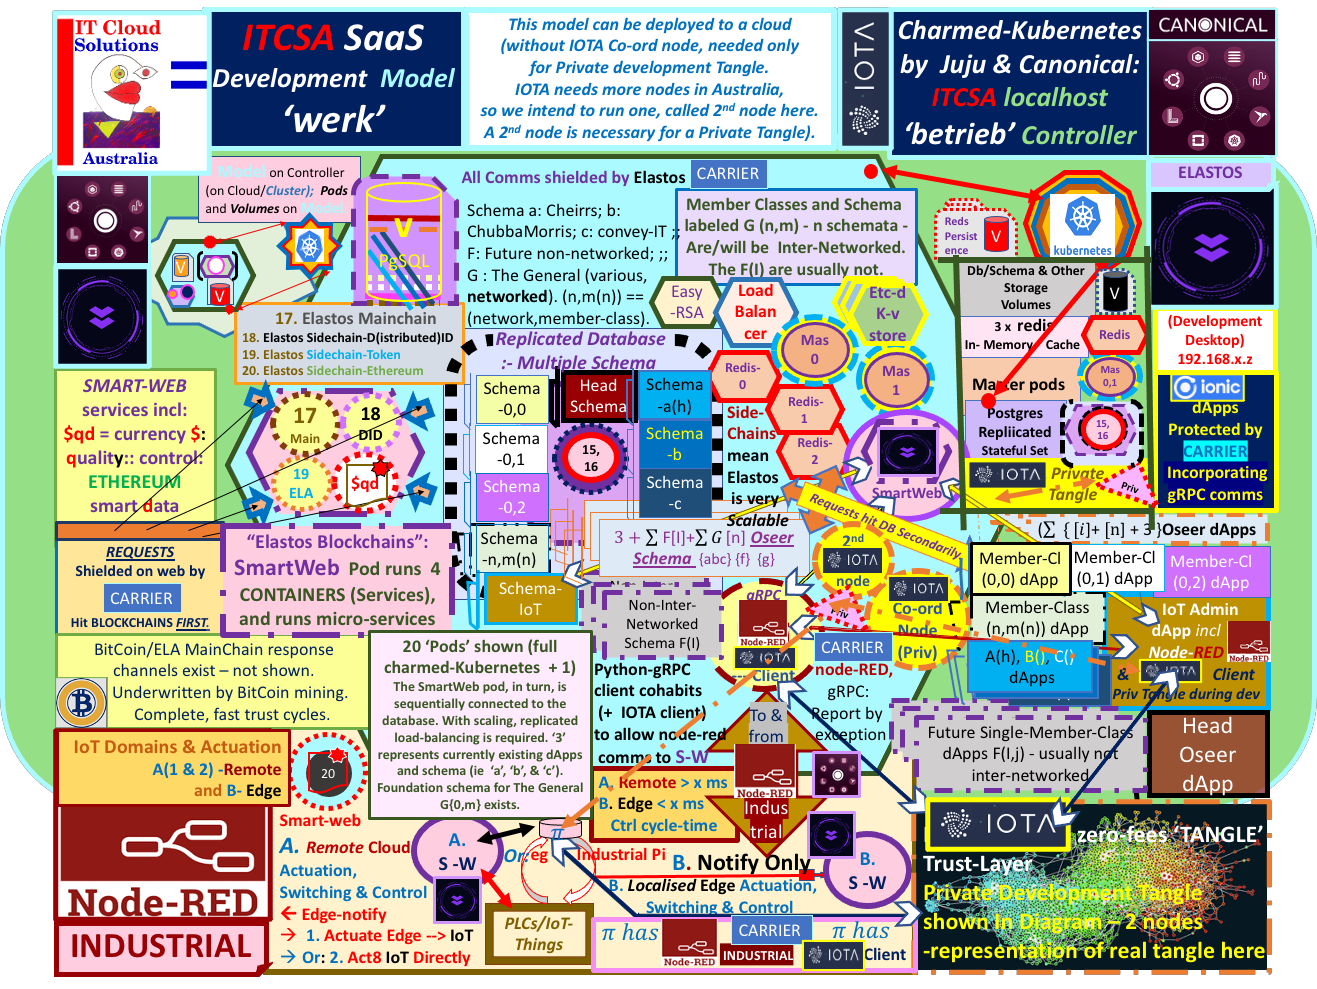 IT Cloud
Solutions
Australia
ITCSA SaaS
Development Model
‘werk’
This model can be deployed to a cloud
(without IOTA Co-ord node, needed only
for Private development Tangle.
IOTA needs more nodes in Australia,
so we intend to run one, called 2nd node here.
A 2nd node is necessary for a Private Tangle).
IOTA
Charmed-Kubernetes
by Juju & Canonical:
ITCSA localhost
‘betrieb’ Controller
CANONICAL
ELASTOS
Model on Controller
(on Cloud/Cluster); Pods
and Volumes on
V
V
V
PgSQL
All Comms shielded by Elastos
CARRIER
Schema a: Cheirrs; b:
ChubbaMorris; c: convey-IT ;;
F: Future non-networked; ;;
G : The General (various,
networked). (n,m(n)) ==
(network,member-class).
Member Classes and Schema
labeled G (n,m) - n schemata -
Are/will be Inter-Networked.
The F(I) are usually not.
Reds
Persist
ence
V
kubernetes
Db/Schema & Other
Storage
Volumes
V
3 x redis
In- Memory Cache
Redis
Master pods
Mas
0,1
Postgres
Repliicated
Stateful Set
15,
16
IOTA
Private
Tangle
Priv
(Development
Desktop)
192.168.x.z
ionic
dApps
Protected by
CARRIER
Incorporating
gRPC comms
17. Elastos Mainchain
18. Elastos Sidechain-D(istributed)ID
19. Elastos Sidechain-Token
20. Elastos Sidechain-Ethereum
Easy
-RSA
Load
Balan
cer
Etc-d
K-v
store
Mas
0
Mas
1
Redis-
0
Redis-
1
Redis-
2
Replicated Database
:- Multiple Schema
Schema
-0,0
Head
Schema
Schema
-a(h)
Schema
-0,1
15,
16
Schema
-b
Schema
-0,2
Schema
-c
Schema
-n,m(n)
Schema-
IoT
Side-
Chains
mean
Elastos
is very
Scalable
SmartWeb
Requests hit DB Secondarily
SMART-WEB
services incl:
$qd = currency $:
quality:: control:
ETHEREUM
smart data
17
Main
18
DID
19
ELA
$qd
REQUESTS
Shielded on web by
CARRIER
Hit BLOCKCHAINS FIRST.
“Elastos Blockchains”:
SmartWeb Pod runs 4
CONTAINERS (Services),
and runs micro-services
3 + ∑ F[I]+∑ G [n] Oseer
Schema {abc} {f} {g}
(∑ { [i]+ [n] + 3 }Oseer dApps
Member-Cl
(0,0) dApp
Member-Cl
(0,1) dApp
Member-Cl
(0,2) dApp
Member-Class
(n,m(n)) dApp
A(h), B(), C()
dApps
IoT Admin
dApp incl
Node-RED
& IOTA Client
Priv Tangle during dev
Node-RED
2nd
IOTA
node
IOTA
Co-ord
Node
(Priv)
Priv
gRPC
Node-RED
IOTA
Client
Non-Inter-
Networked
Schema F(I)
CARRIER
node-RED,
gRPC:
Report by
exception
Python-gRPC
client cohabits
(+ IOTA client)
to allow node-red
comms to S-W
To &
from
Node-RED
Indus
trial
BitCoin/ELA MainChain response
channels exist – not shown.
Underwritten by BitCoin mining.
Complete, fast trust cycles.
20 ‘Pods’ shown (full
charmed-Kubernetes + 1)
The SmartWeb pod, in turn, is
sequentially connected to the
database. With scaling, replicated
load-balancing is required. ‘3’
represents currently existing dApps
and schema (ie ‘a’, ‘b’, & ‘c’).
Foundation schema for The General
G{0,m} exists.
Future Single-Member-Class
dApps F(I,j) - usually not
inter-networked
Head
Oseer
dApp
IoT Domains & Actuation
A(1 & 2) -Remote
and B- Edge
20
A. Remote > x ms
B. Edge < x ms
Ctrl cycle-time
Node-RED
INDUSTRIAL
Smart-web
A. Remote Cloud
Actuation,
Switching & Control
← Edge-notify
→ 1. Actuate Edge --> IoT
→ Or: 2. Act8 IoT Directly
A.
S -W
π
Or: eg
Industrial Pi
PLCs/IoT-
Things
B. Notify Only
B. Localised Edge Actuation,
Switching & Control
B.
S -W
π has
Node-RED
CARRIER
INDUSTRIAL
π has
IOTA
Client
IOTA
zero-fees ‘TANGLE’
Trust-Layer
Private Development Tangle
shown In Diagram – 2 nodes
-representation of real tangle here